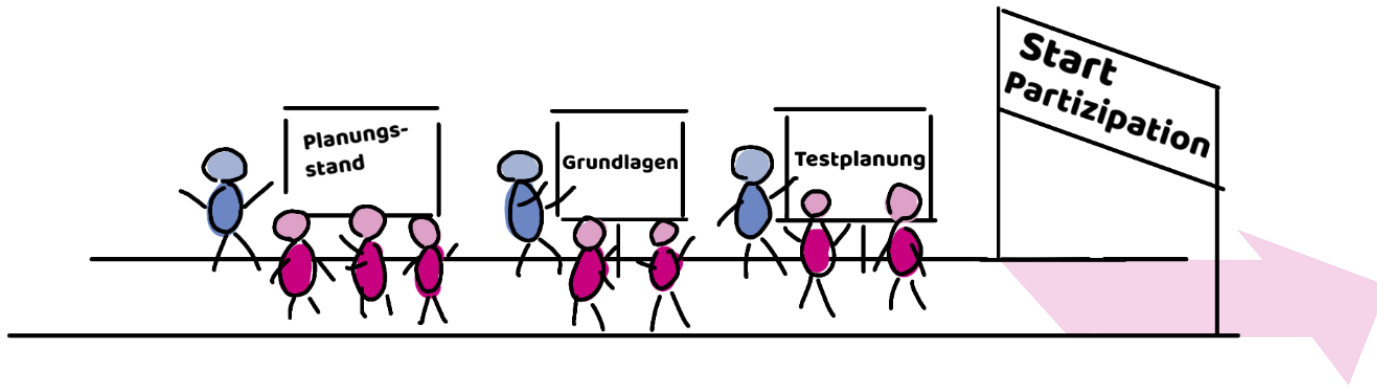 Planungs-
stand
Grundlagen
Testplanung
Start
Partizipation